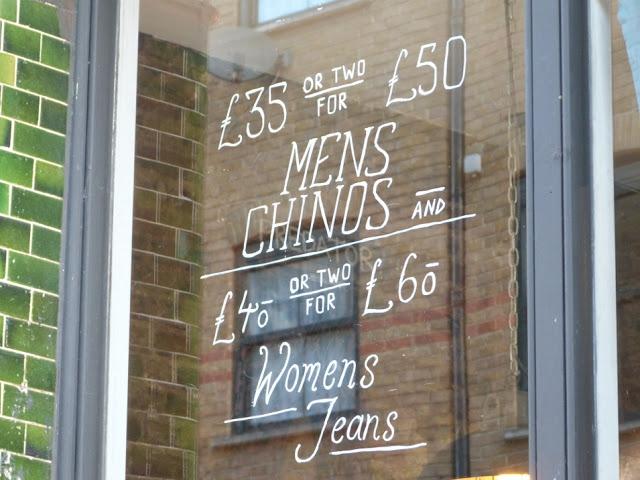 £35 OR TWO FOR £50
MENS
CHINOS AND
£40 OR TWO FOR £60
Womens
Jeans